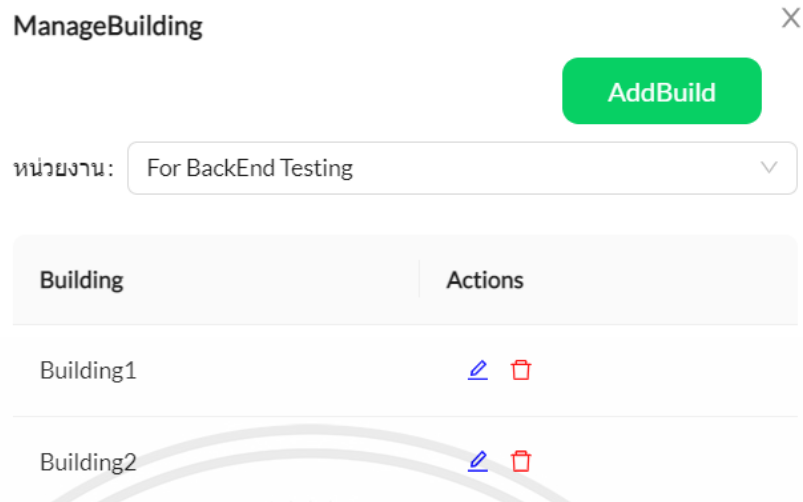 ManageBuilding
AddBuild
หน่วยงาน: For BackEnd Testing
Building Actions
Building1
Building2